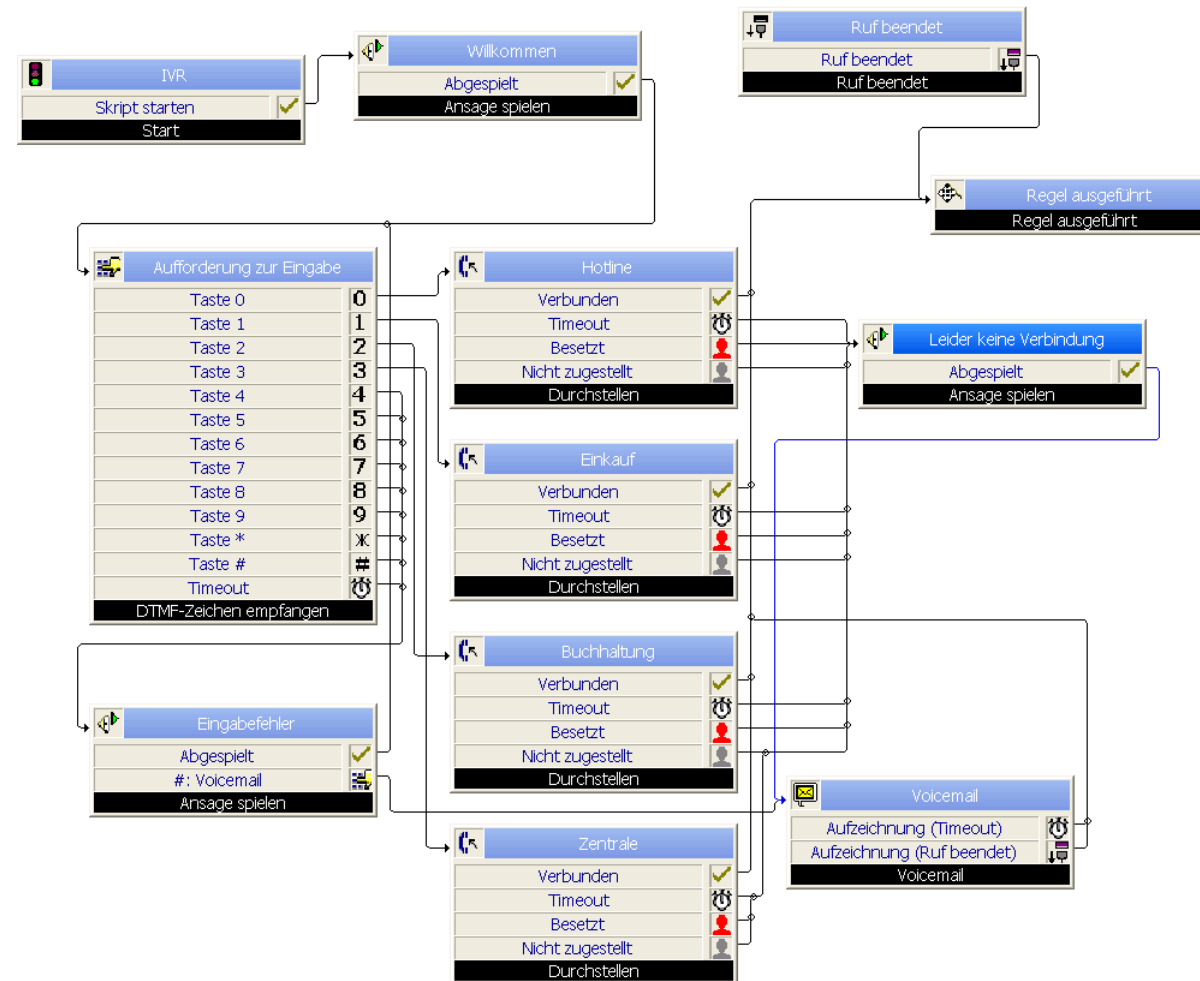 IVR
Skript starten
Start
Willkommen
Abgespielt
Ansage spielen
Ruf beendet
Ruf beendet
Ruf beendet
Regel ausgeführt
Regel ausgeführt
Aufforderung zur Eingabe
Taste 0 0
Taste 1 1
Taste 2 2
Taste 3 3
Taste 4 4
Taste 5 5
Taste 6 6
Taste 7 7
Taste 8 8
Taste 9 9
Taste * *
Taste # #
Timeout
DTMF-Zeichen empfangen
Hotline
Verbunden
Timeout
Besetzt
Nicht zugestellt
Durchstellen
Leider keine Verbindung
Abgespielt
Ansage spielen
Einkauf
Verbunden
Timeout
Besetzt
Nicht zugestellt
Durchstellen
Buchhaltung
Verbunden
Timeout
Besetzt
Nicht zugestellt
Durchstellen
Eingabefehler
Abgespielt
#: Voicemail
Ansage spielen
Voicemail
Aufzeichnung (Timeout)
Aufzeichnung (Ruf beendet)
Voicemail
Zentrale
Verbunden
Timeout
Besetzt
Nicht zugestellt
Durchstellen